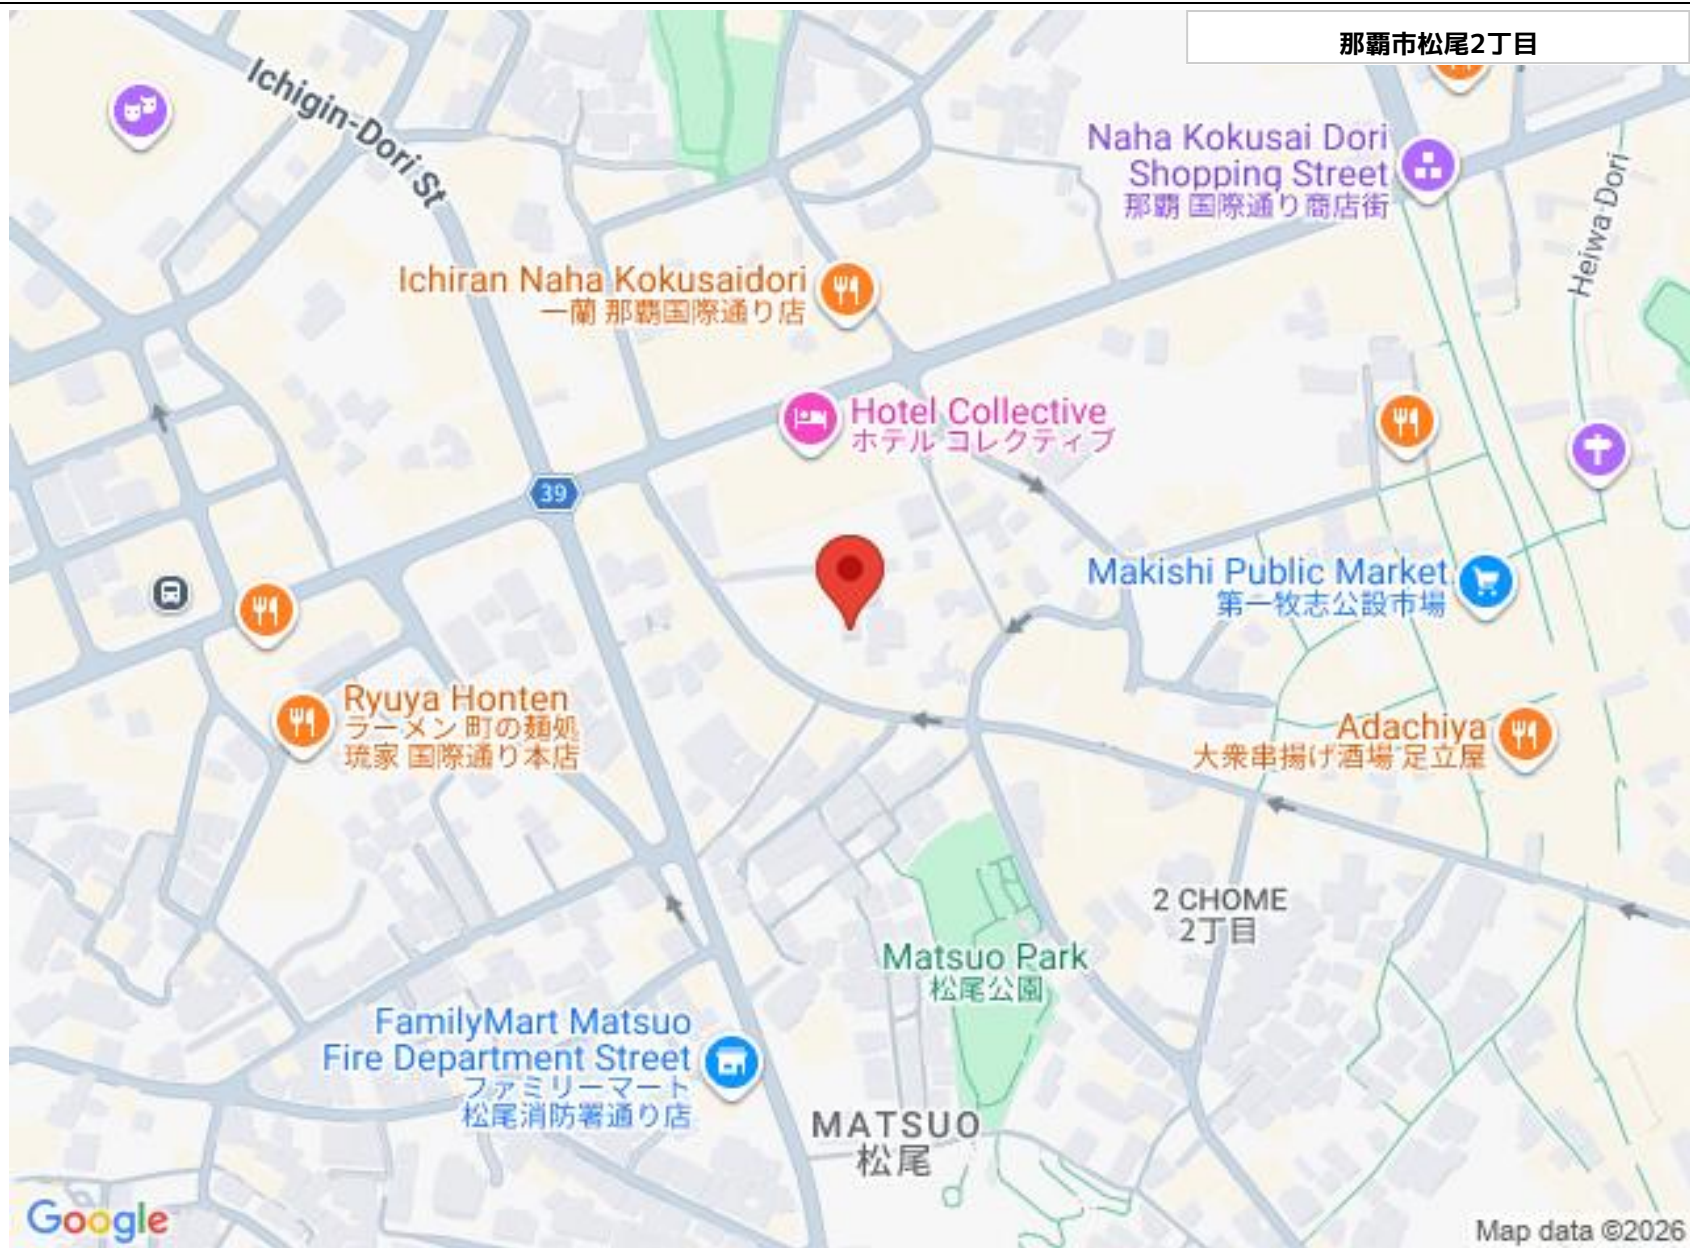 那覇市松尾2丁目
Ichigin-Dori St
Naha Kokusai Dori
Shopping Street
那覇 国際通り商店街
Heiwa Dori
Ichiran Naha Kokusaidori
一蘭 那覇国際通り店
Hotel Collective
ホテル コレクティブ
39
Makishi Public Market
第一牧志公設市場
Ryuya Honten
ラーメン 町の麺処
琉家 国際通り本店
Adachiya
大衆串揚げ酒場 足立屋
2 CHOME
2丁目
Matsuo Park
松尾公園
FamilyMart Matsuo
Fire Department Street
ファミリーマート
松尾消防署通り店
MATSUO
松尾
Google
Map data ©2026